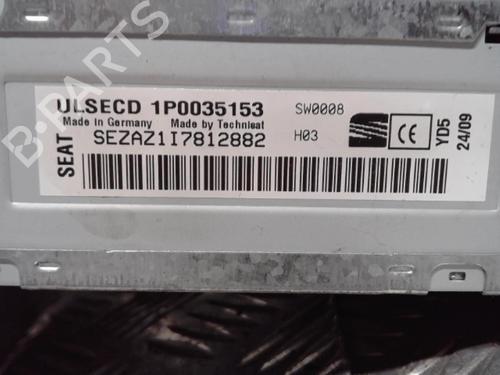 ULSECD 1P0035153 SW0008
Made in Germany Made by Technisat
SEZAZ1I7812882 H03
SEAT
CE
YD5
24/09
B-PARTS